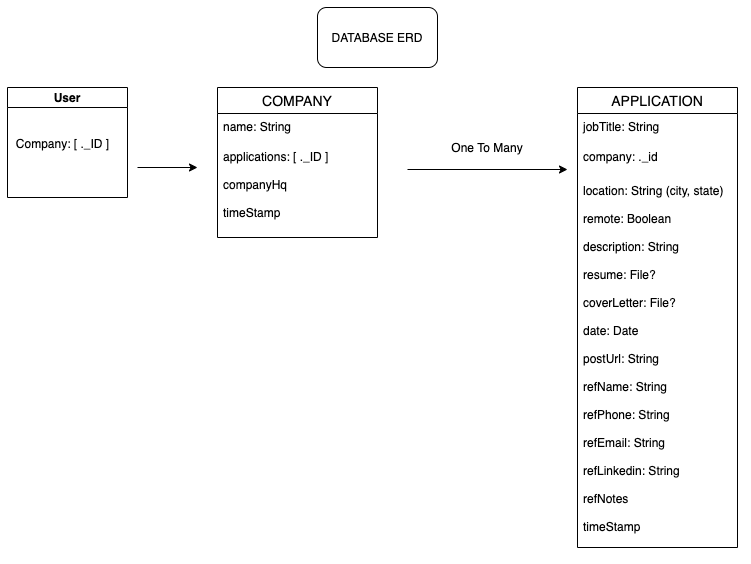 DATABASE ERD
User
Company: [ ._ID ]
COMPANY
name: String
applications: [ ._ID ]
companyHq
timeStamp
One To Many
APPLICATION
jobTitle: String
company: ._id
location: String (city, state)
remote: Boolean
description: String
resume: File?
coverLetter: File?
date: Date
postUrl: String
refName: String
refPhone: String
refEmail: String
refLinkedin: String
refNotes
timeStamp